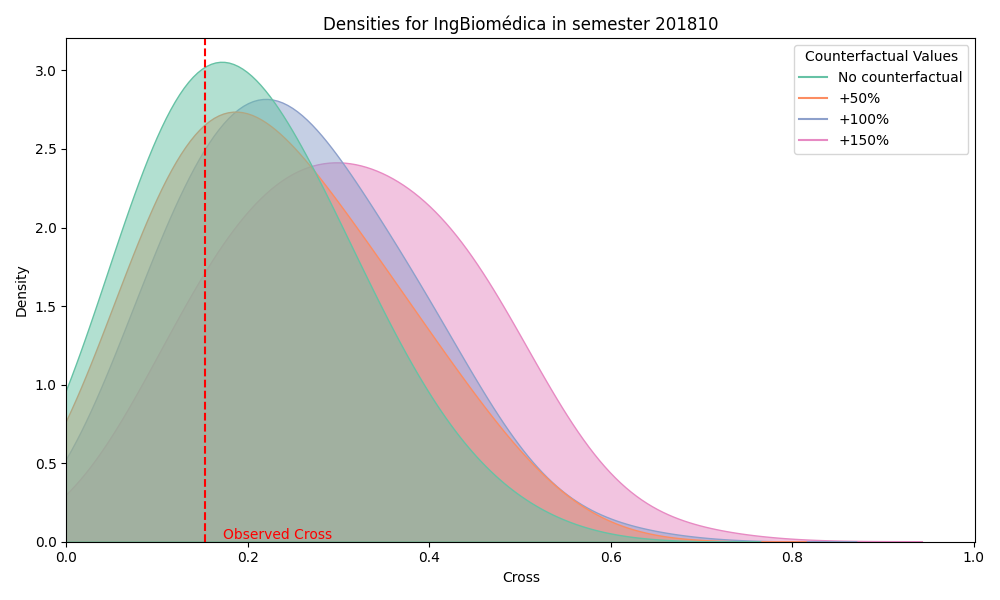 Densities for IngBiomédica in semester 201810
Counterfactual Values
No counterfactual
+50%
+100%
+150%
Density
3.0
2.5
2.0
1.5
1.0
0.5
0.0
Observed Cross
0.0 0.2 0.4 0.6 0.8 1.0
Cross